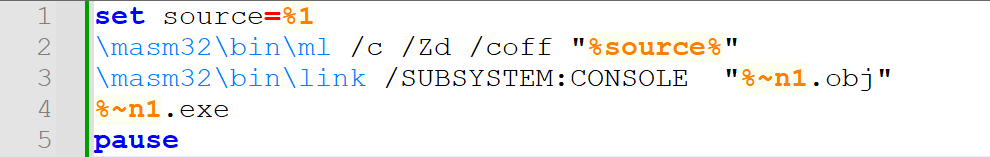 1 set source=%1
2 \masm32\bin\ml /c /Zd /coff "%source%"
3 \masm32\bin\link /SUBSYSTEM:CONSOLE  "%~n1.obj"
4 %~n1.exe
5 pause